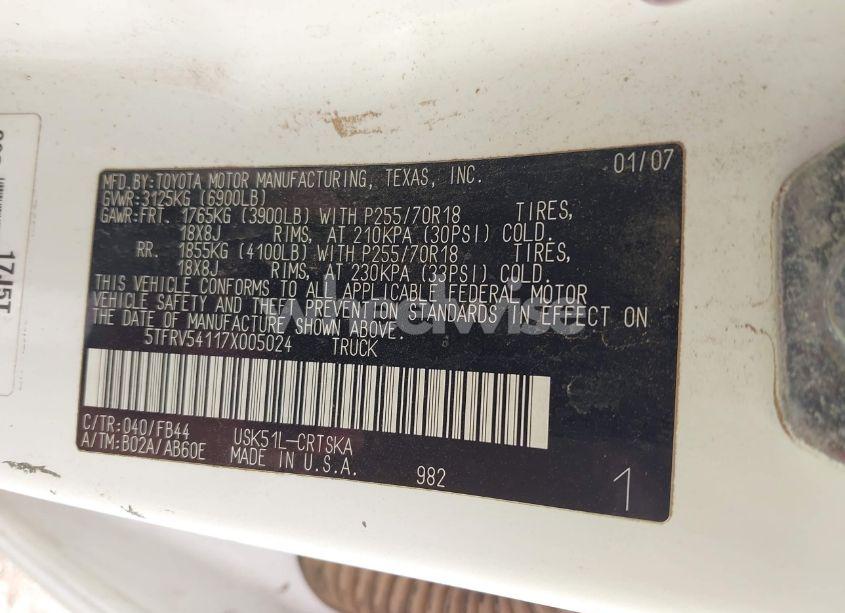 01/07
MFD.BY:TOYOTA MOTOR MANUFACTURING, TEXAS, INC.
GVWR:3125KG (6900LB)
GAWR:FRT. 1765KG (3900LB) WITH P255/70R18 TIRES,
18X8J RIMS, AT 210KPA (30PSI) COLD.
RR. 1855KG (4100LB) WITH P255/70R18 TIRES,
18X8J RIMS, AT 230KPA (33PSI) COLD.
THIS VEHICLE CONFORMS TO ALL APPLICABLE FEDERAL MOTOR
VEHICLE SAFETY AND THEFT PREVENTION STANDARDS IN EFFECT ON
THE DATE OF MANUFACTURE SHOWN ABOVE.
5TFRV54117X005024 TRUCK
C/TR:040/FB44 USK51L-CRTSKA
A/TM:B02A/AB60E MADE IN U.S.A.
982
1
17J5T
wheelwise